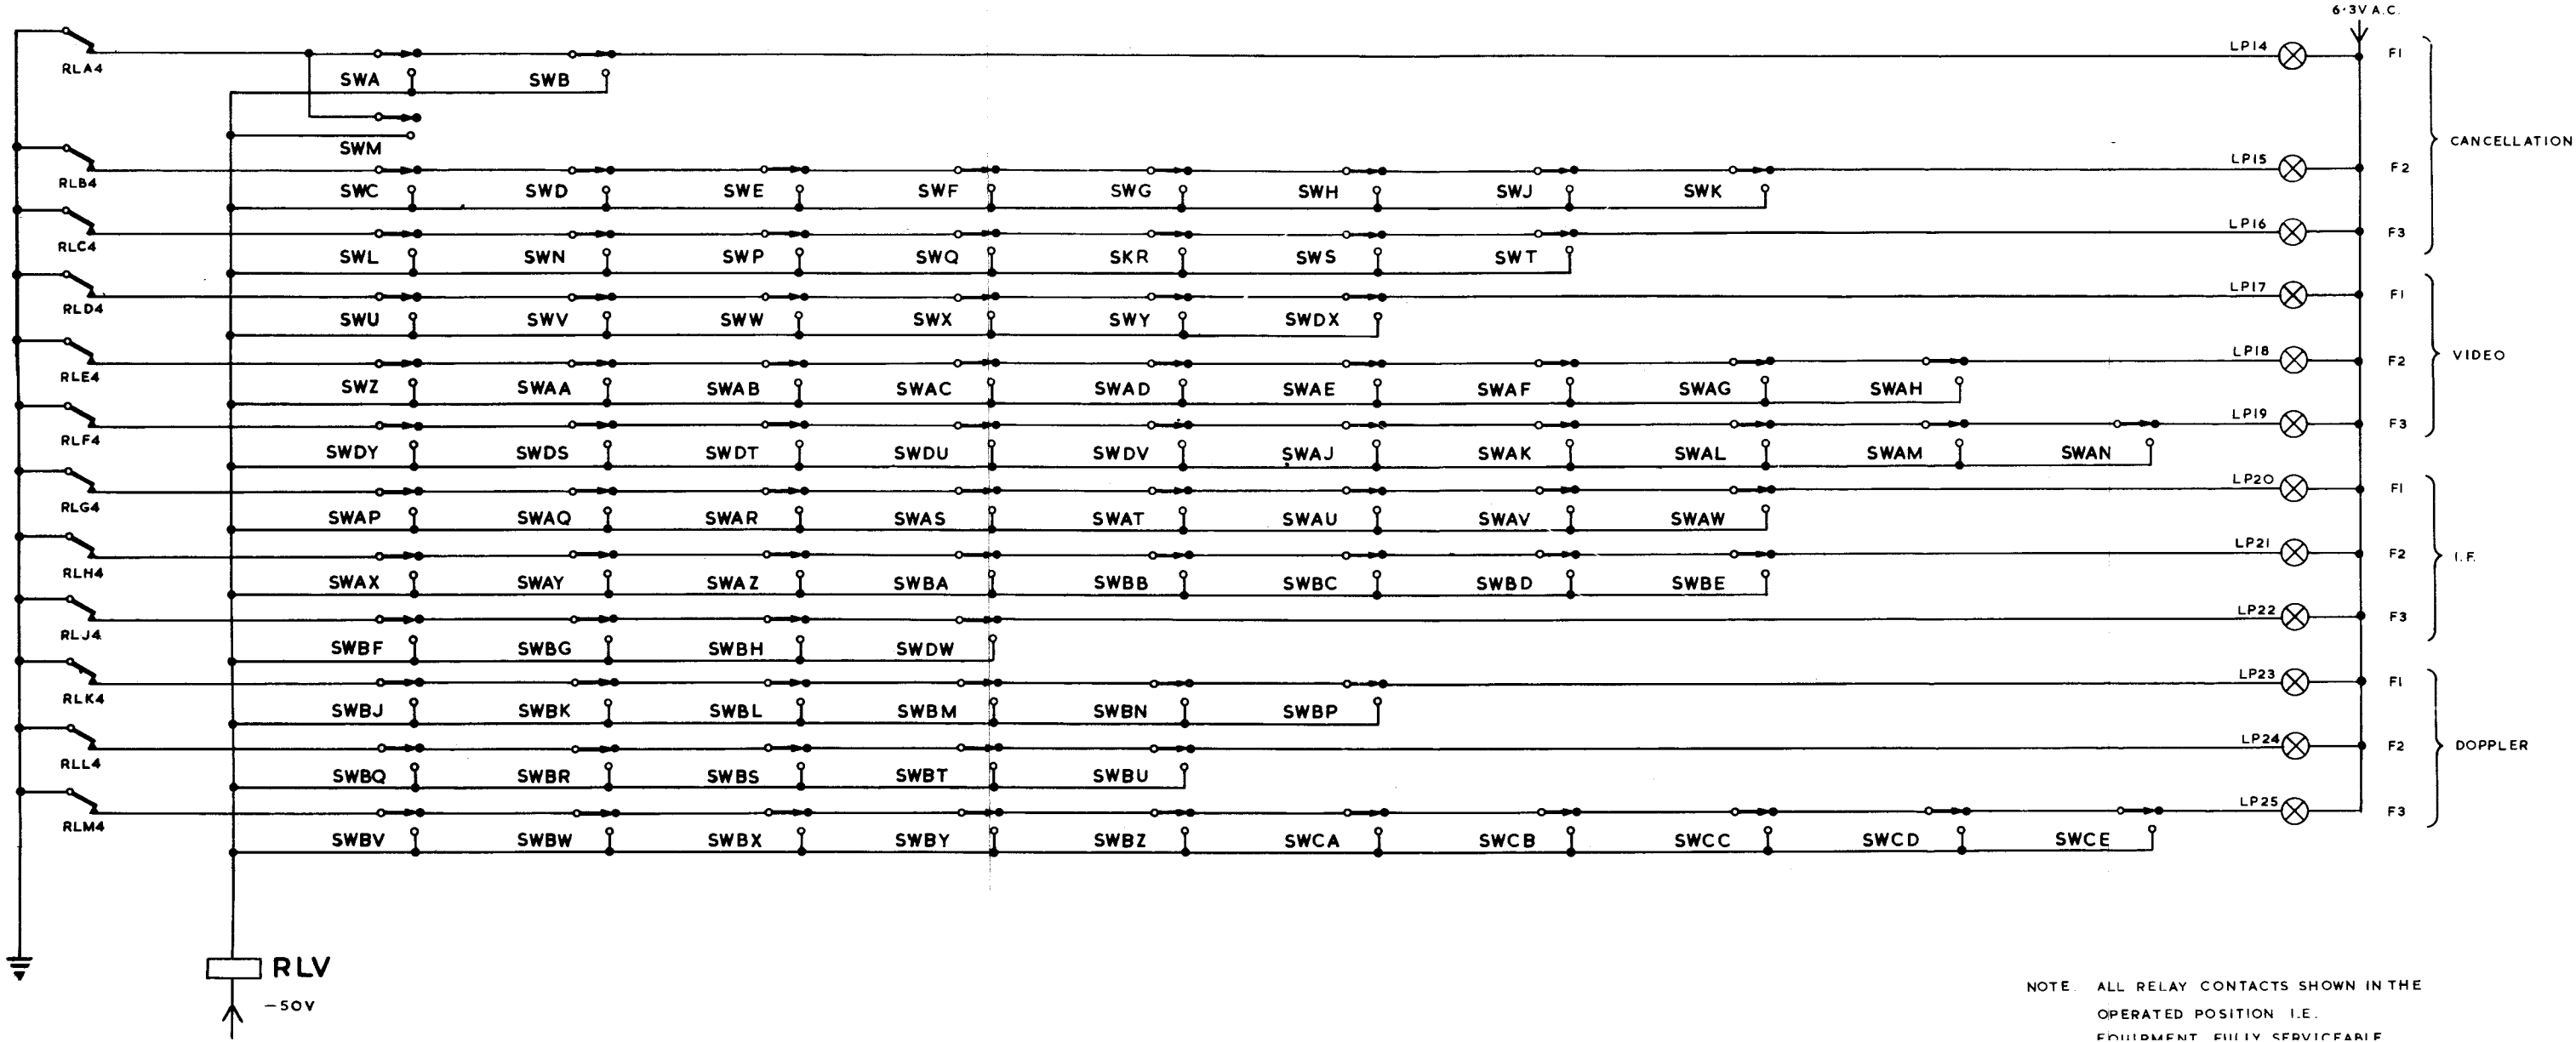 6·3V A.C.
RLA4 SWA SWB LP14 F1
SWM
CANCELLATION
RLB4 SWC SWD SWE SWF SWG SWH SWJ SWK LP15 F2
RLC4 SWL SWN SWP SWQ SKR SWS SWT LP16 F3
RLD4 SWU SWV SWW SWX SWY SWDX LP17 F1
VIDEO
RLE4 SWZ SWAA SWAB SWAC SWAD SWAE SWAF SWAG SWAH LP18 F2
RLF4 SWDY SWDS SWDT SWDU SWDV SWAJ SWAK SWAL SWAM SWAN LP19 F3
RLG4 SWAP SWAQ SWAR SWAS SWAT SWAU SWAV SWAW LP20 F1
I.F.
RLH4 SWAX SWAY SWAZ SWBA SWBB SWBC SWBD SWBE LP21 F2
RLJ4 SWBF SWBG SWBH SWDW LP22 F3
RLK4 SWBJ SWBK SWBL SWBM SWBN SWBP LP23 F1
RLL4 SWBQ SWBR SWBS SWBT SWBU LP24 F2
DOPPLER
RLM4 SWBV SWBW SWBX SWBY SWBZ SWCA SWCB SWCC SWCD SWCE LP25 F3
RLV
−50V
NOTE. ALL RELAY CONTACTS SHOWN IN THE
OPERATED POSITION I.E.
EQUIPMENT FULLY SERVICEABLE